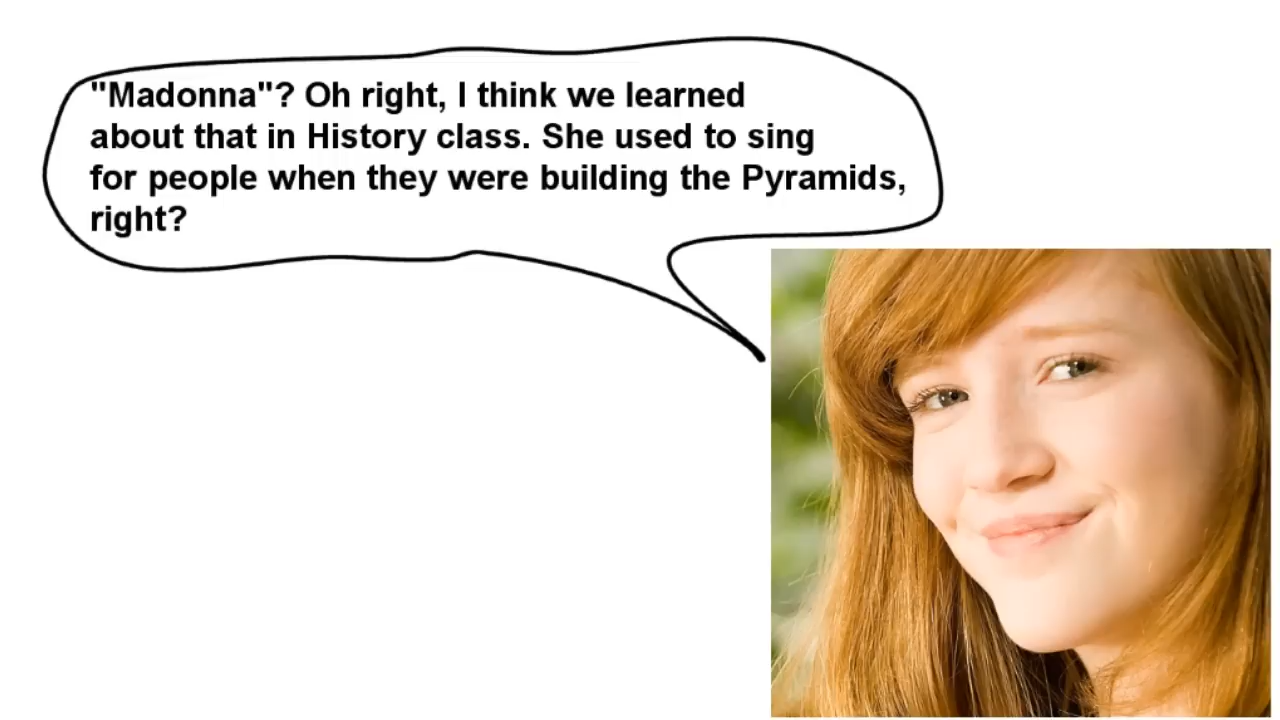 "Madonna"? Oh right, I think we learned
about that in History class. She used to sing
for people when they were building the Pyramids,
right?